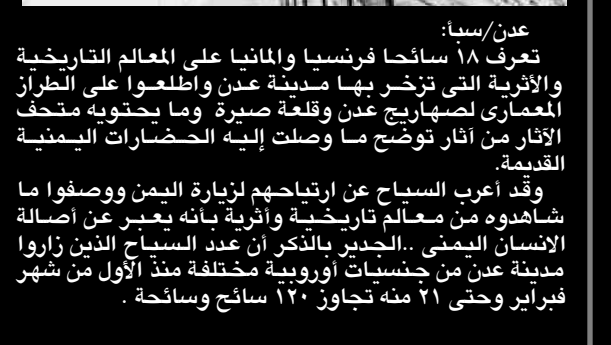 عدن/سبأ:
تعرف ١٨ سائحا فرنسيا والمانيا على المعالم التاريخية
والأثرية التى تزخر بها مدينة عدن واطلعوا على الطراز
المعمارى لصهاريج عدن وقلعة صيرة وما يحتويه متحف
الآثار من آثار توضح ما وصلت إليه الحضارات اليمنية
القديمة.
وقد أعرب السياح عن ارتياحهم لزيارة اليمن ووصفوا ما
شاهدوه من معالم تاريخية وأثرية بأنه يعبر عن أصالة
الانسان اليمنى ..الجدير بالذكر أن عدد السياح الذين زاروا
مدينة عدن من جنسيات أوروبية مختلفة منذ الأول من شهر
فبراير وحتى ٢١ منه تجاوز ١٢٠ سائح وسائحة .